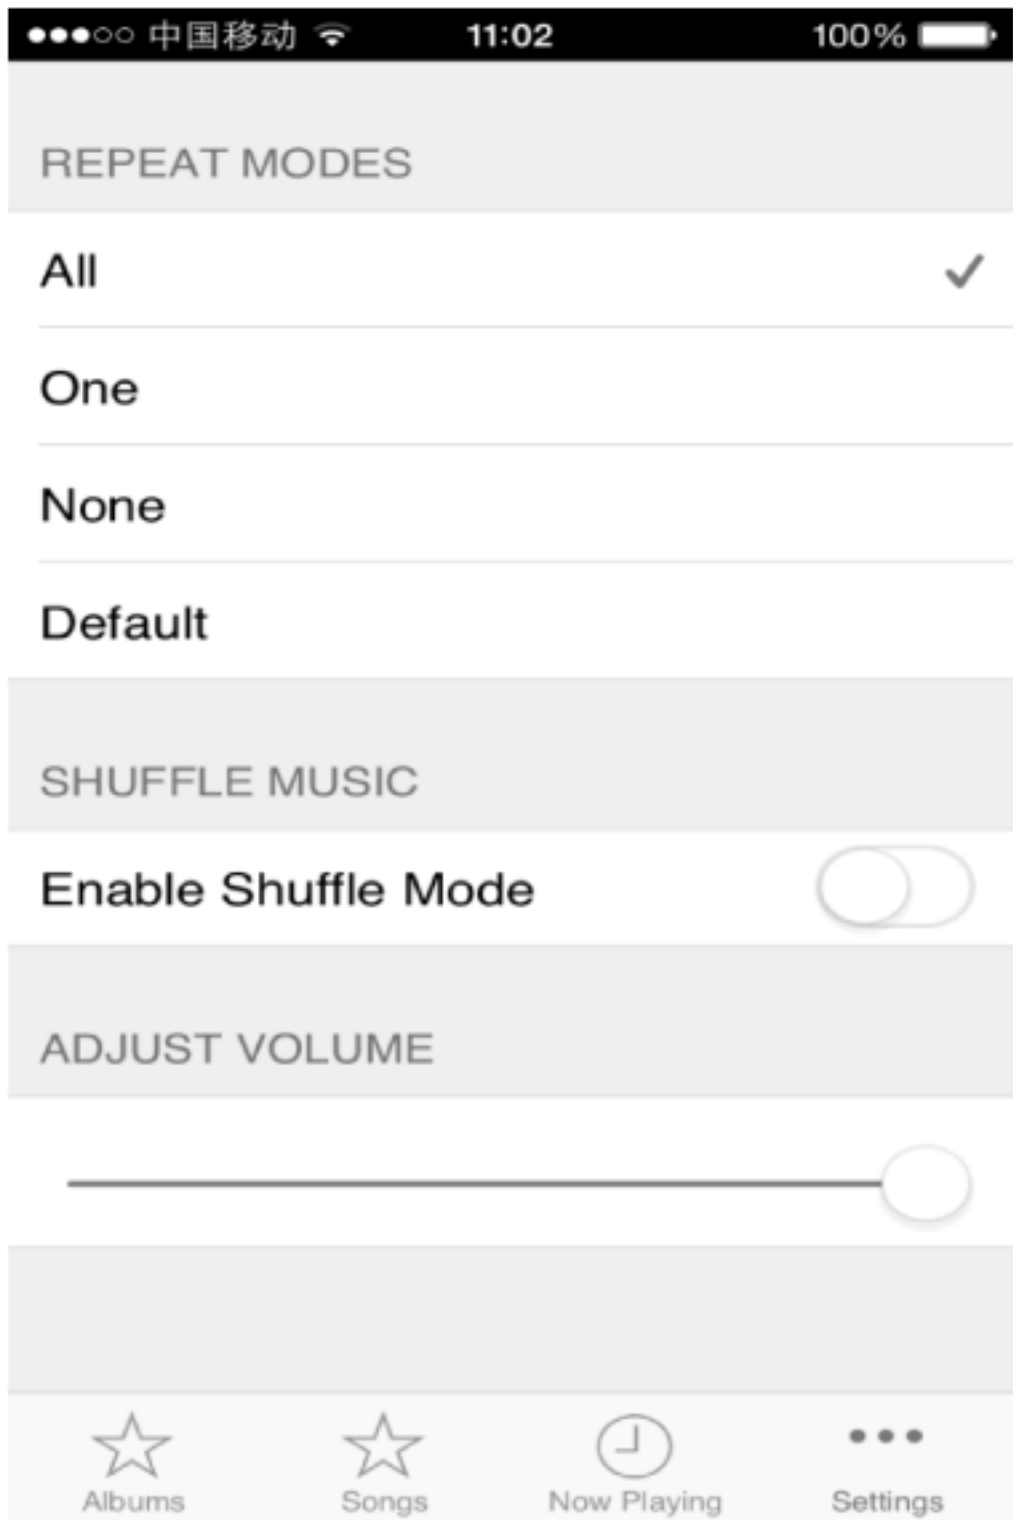 中国移动 11:02 100%
REPEAT MODES
All
One
None
Default
SHUFFLE MUSIC
Enable Shuffle Mode
ADJUST VOLUME
Albums Songs Now Playing Settings